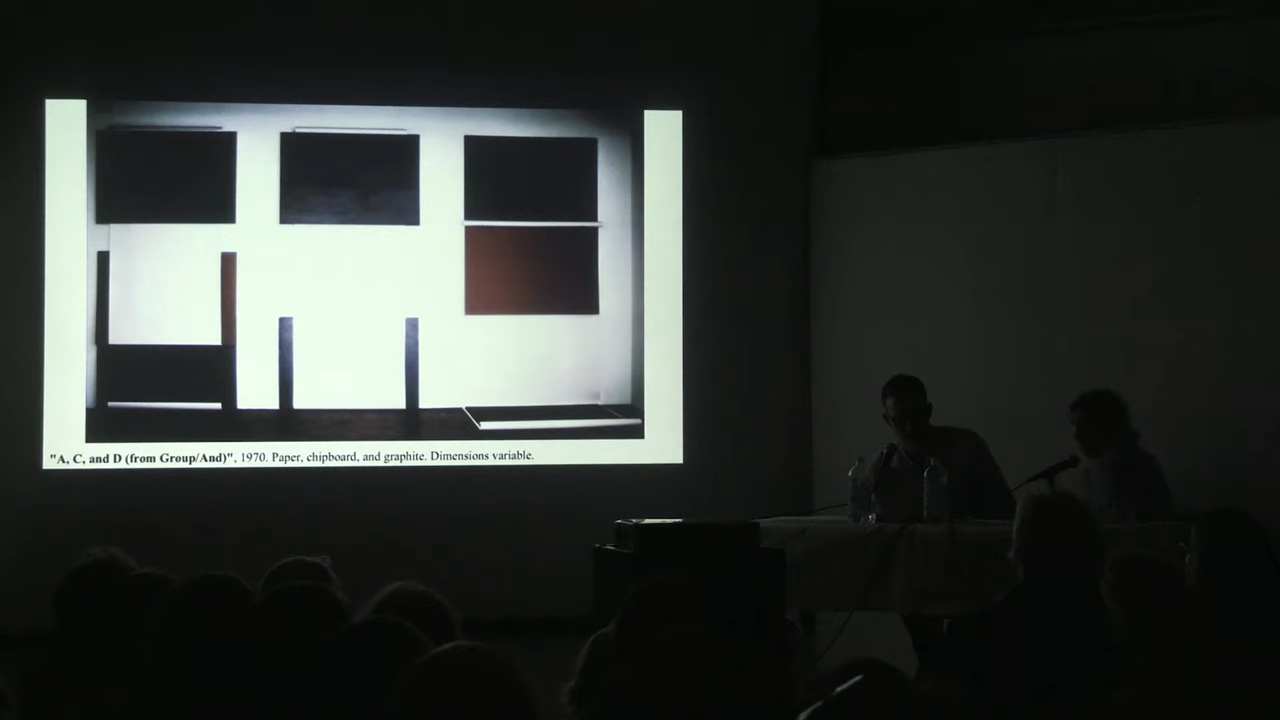 "A, C, and D (from Group/And)", 1970. Paper, chipboard, and graphite. Dimensions variable.